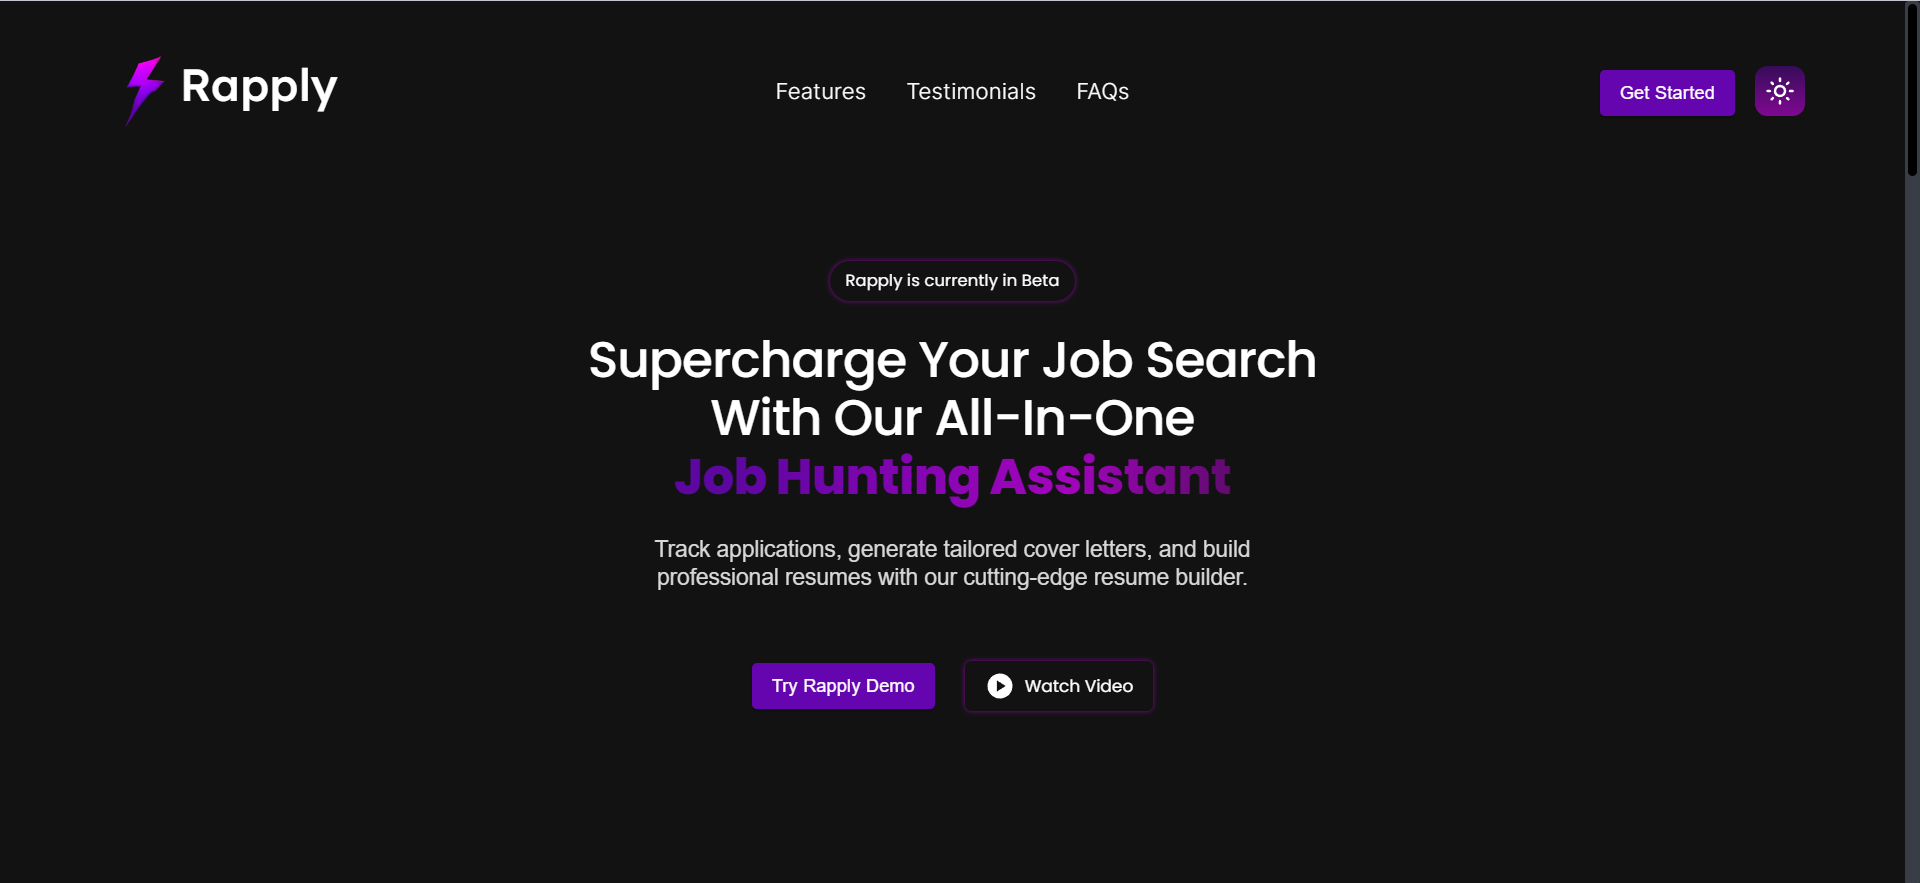 Rapply
Features
Testimonials
FAQs
Get Started
Rapply is currently in Beta
Supercharge Your Job Search
With Our All-In-One
Job Hunting Assistant
Track applications, generate tailored cover letters, and build
professional resumes with our cutting-edge resume builder.
Try Rapply Demo
Watch Video